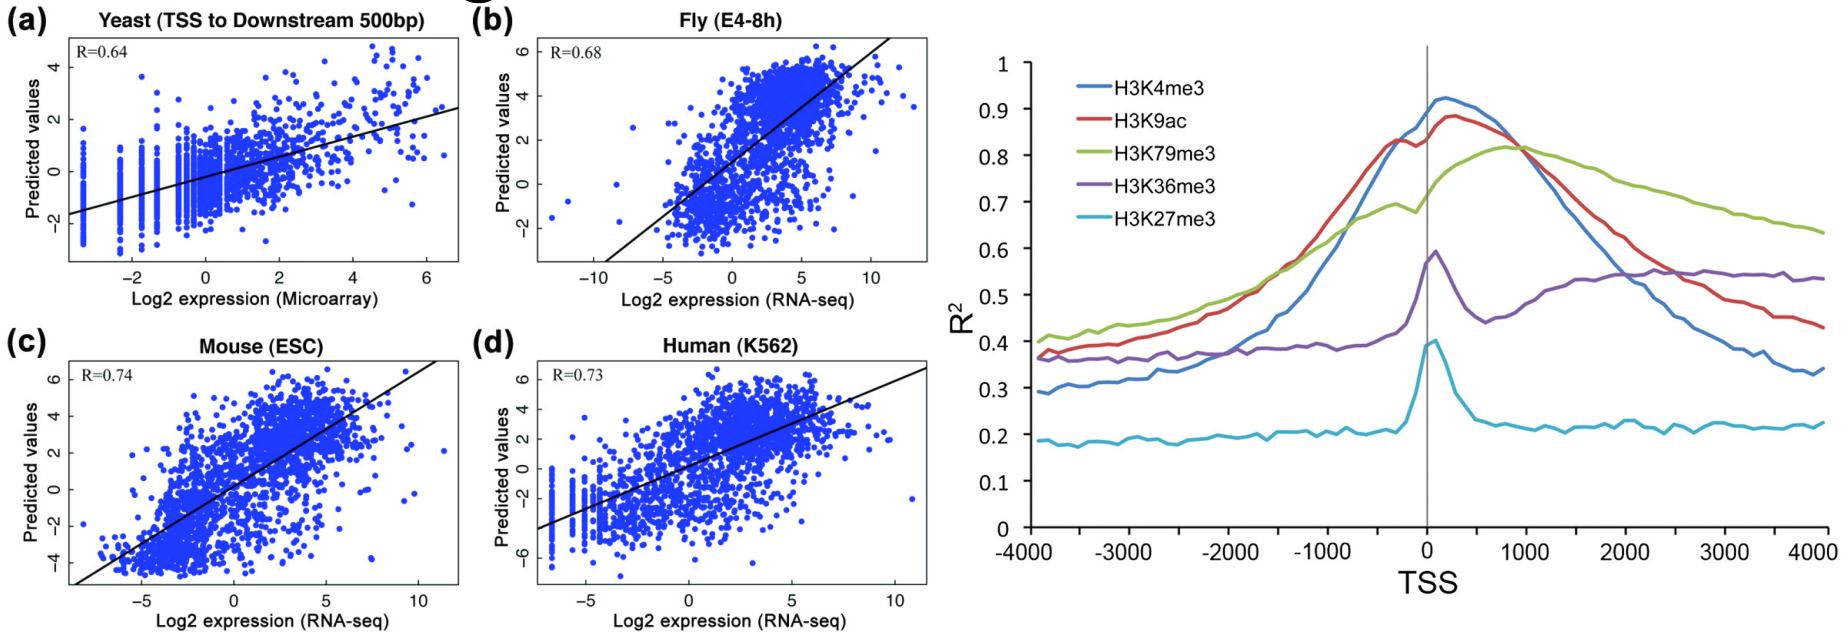 (a)
Yeast (TSS to Downstream 500bp)
R=0.64
Predicted values
4
2
0
−2
−2
0
2
4
6
Log2 expression (Microarray)
(b)
Fly (E4-8h)
R=0.68
Predicted values
6
4
2
0
−2
−10
−5
0
5
10
Log2 expression (RNA-seq)
(c)
Mouse (ESC)
R=0.74
Predicted values
6
4
2
0
−2
−4
−5
0
5
10
Log2 expression (RNA-seq)
(d)
Human (K562)
R=0.73
Predicted values
6
4
2
0
−2
−6
−5
0
5
10
Log2 expression (RNA-seq)
R2
1
0.9
0.8
0.7
0.6
0.5
0.4
0.3
0.2
0.1
0
H3K4me3
H3K9ac
H3K79me3
H3K36me3
H3K27me3
-4000
-3000
-2000
-1000
0
1000
2000
3000
4000
TSS